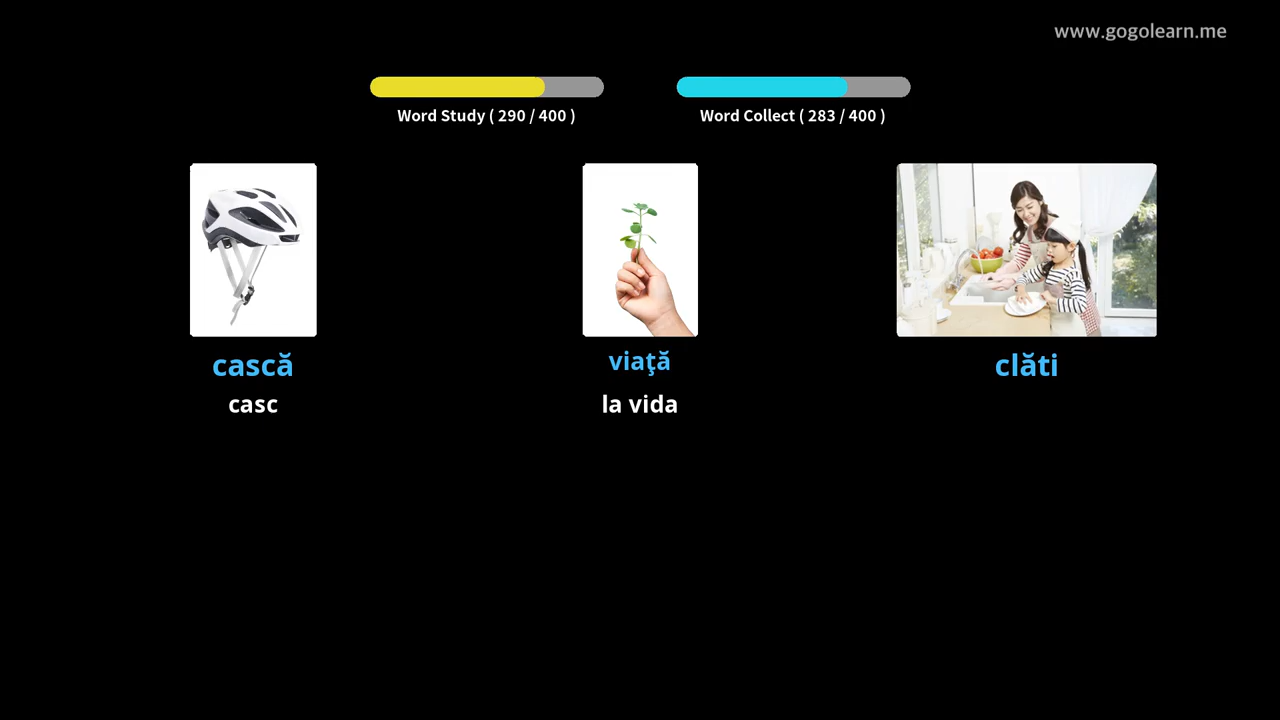 www.gogolearn.me
Word Study ( 290 / 400 )
Word Collect ( 283 / 400 )
cască
viaţă
clăti
casc
la vida